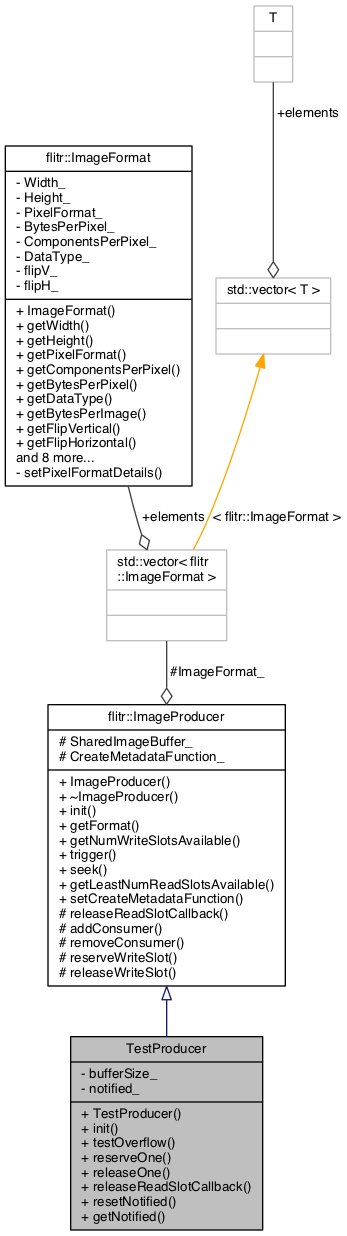 T
+elements
flitr::ImageFormat
- Width_
- Height_
- PixelFormat_
- BytesPerPixel_
- ComponentsPerPixel_
- DataType_
- flipV_
- flipH_
+ ImageFormat()
+ getWidth()
+ getHeight()
+ getPixelFormat()
+ getComponentsPerPixel()
+ getBytesPerPixel()
+ getDataType()
+ getBytesPerImage()
+ getFlipVertical()
+ getFlipHorizontal()
and 8 more...
- setPixelFormatDetails()
std::vector< T >
+elements
< flitr::ImageFormat >
std::vector< flitr
::ImageFormat >
#ImageFormat_
flitr::ImageProducer
# SharedImageBuffer_
# CreateMetadataFunction_
+ ImageProducer()
+ ~ImageProducer()
+ init()
+ getFormat()
+ getNumWriteSlotsAvailable()
+ trigger()
+ seek()
+ getLeastNumReadSlotsAvailable()
+ setCreateMetadataFunction()
# releaseReadSlotCallback()
# addConsumer()
# removeConsumer()
# reserveWriteSlot()
# releaseWriteSlot()
TestProducer
- bufferSize_
- notified_
+ TestProducer()
+ init()
+ testOverflow()
+ reserveOne()
+ releaseOne()
+ releaseReadSlotCallback()
+ resetNotified()
+ getNotified()